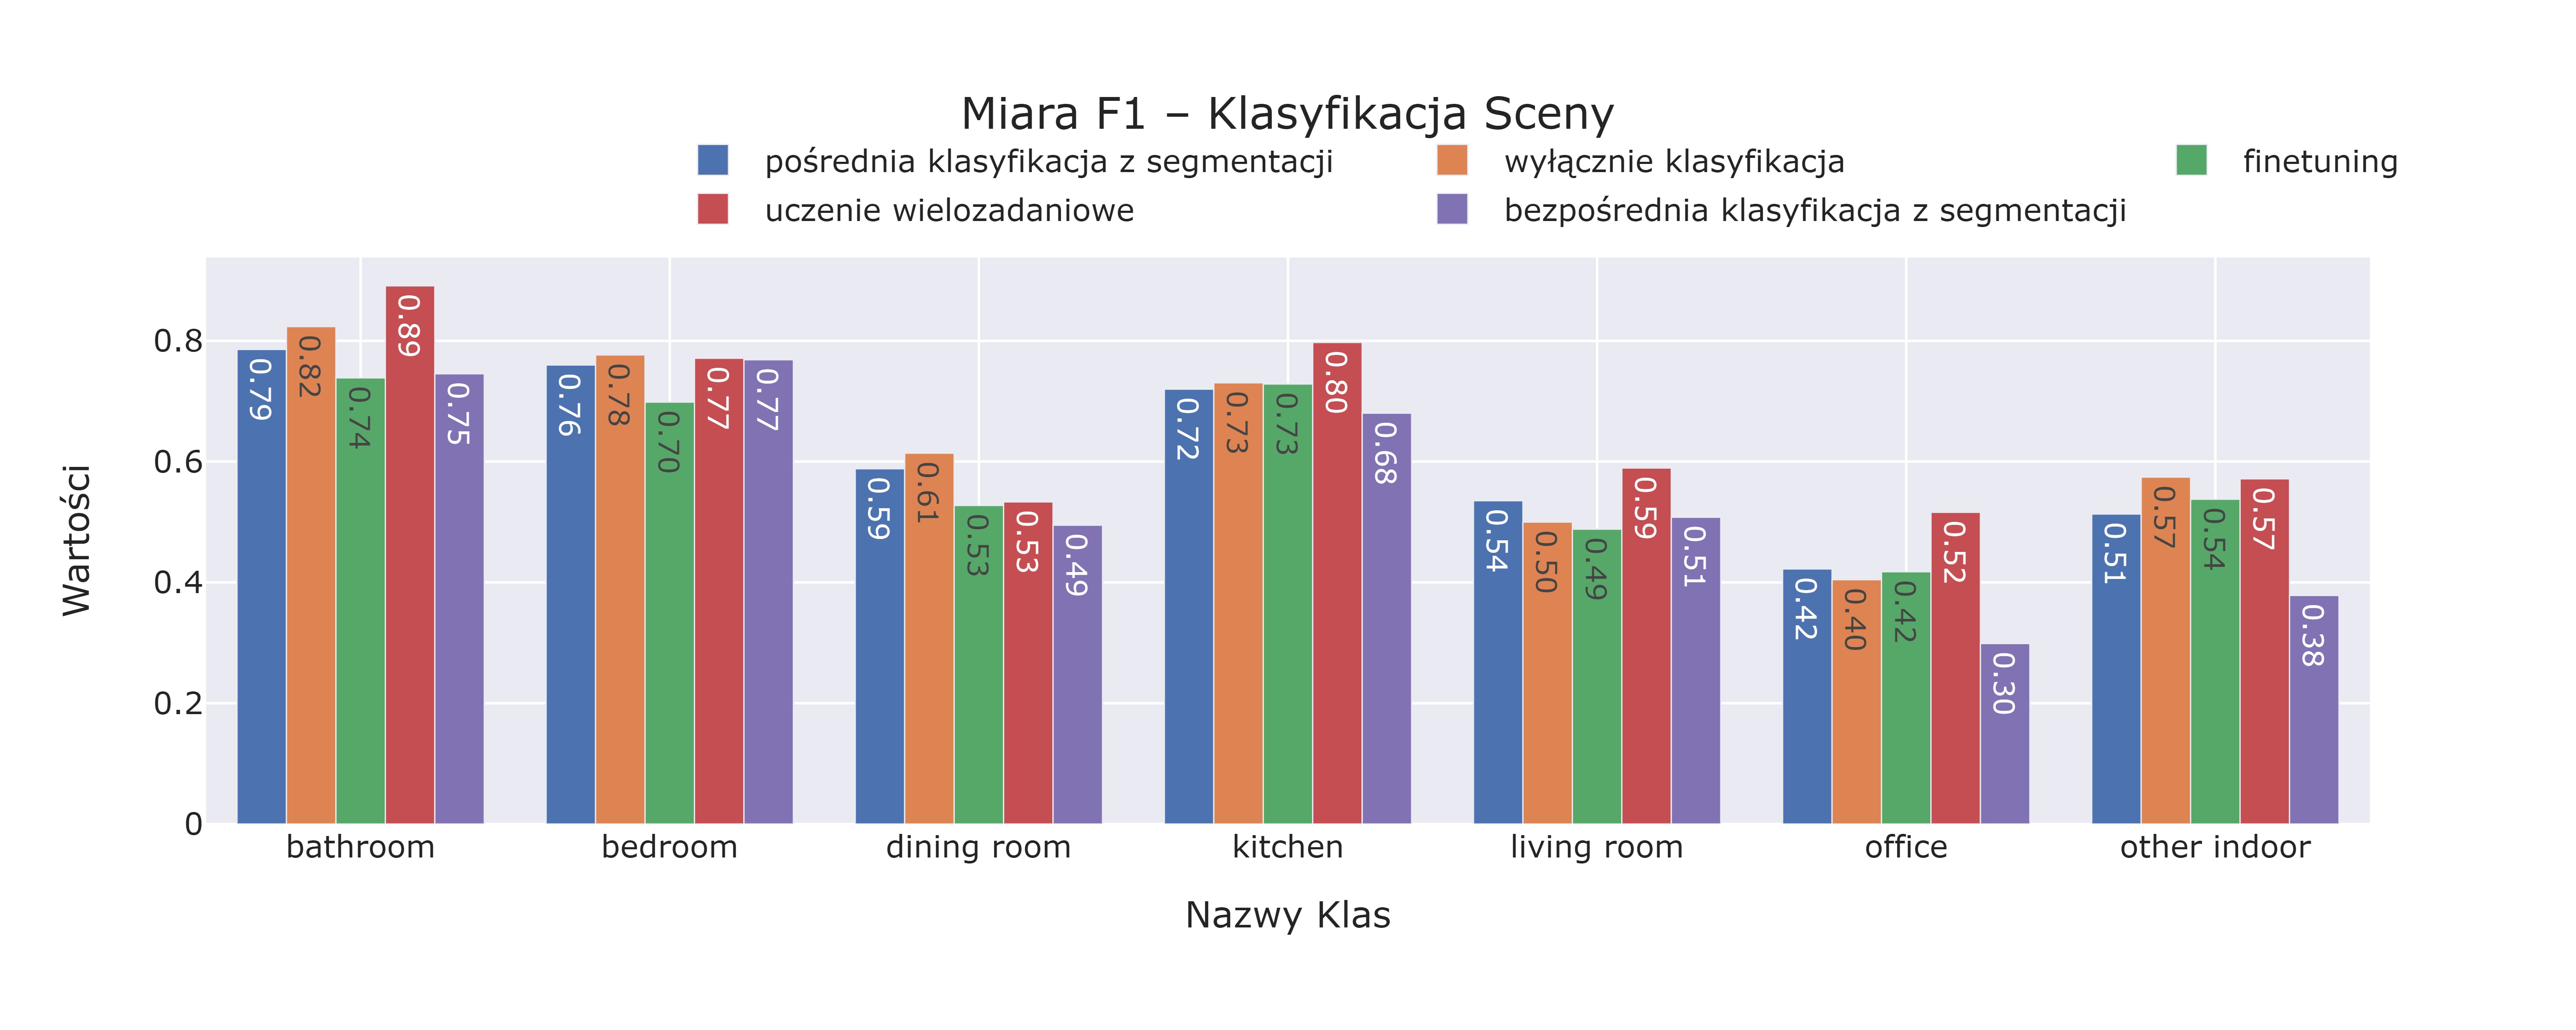 Miara F1 – Klasyfikacja Sceny
pośrednia klasyfikacja z segmentacji wyłącznie klasyfikacja finetuning
uczenie wielozadaniowe bezpośrednia klasyfikacja z segmentacji
Wartości
0.8
0.6
0.4
0.2
0
0.79 0.82 0.74 0.89 0.75
0.76 0.78 0.70 0.77 0.77
0.59 0.61 0.53 0.53 0.49
0.72 0.73 0.73 0.80 0.68
0.54 0.50 0.49 0.59 0.51
0.42 0.40 0.42 0.52 0.30
0.51 0.57 0.54 0.57 0.38
bathroom bedroom dining room kitchen living room office other indoor
Nazwy Klas